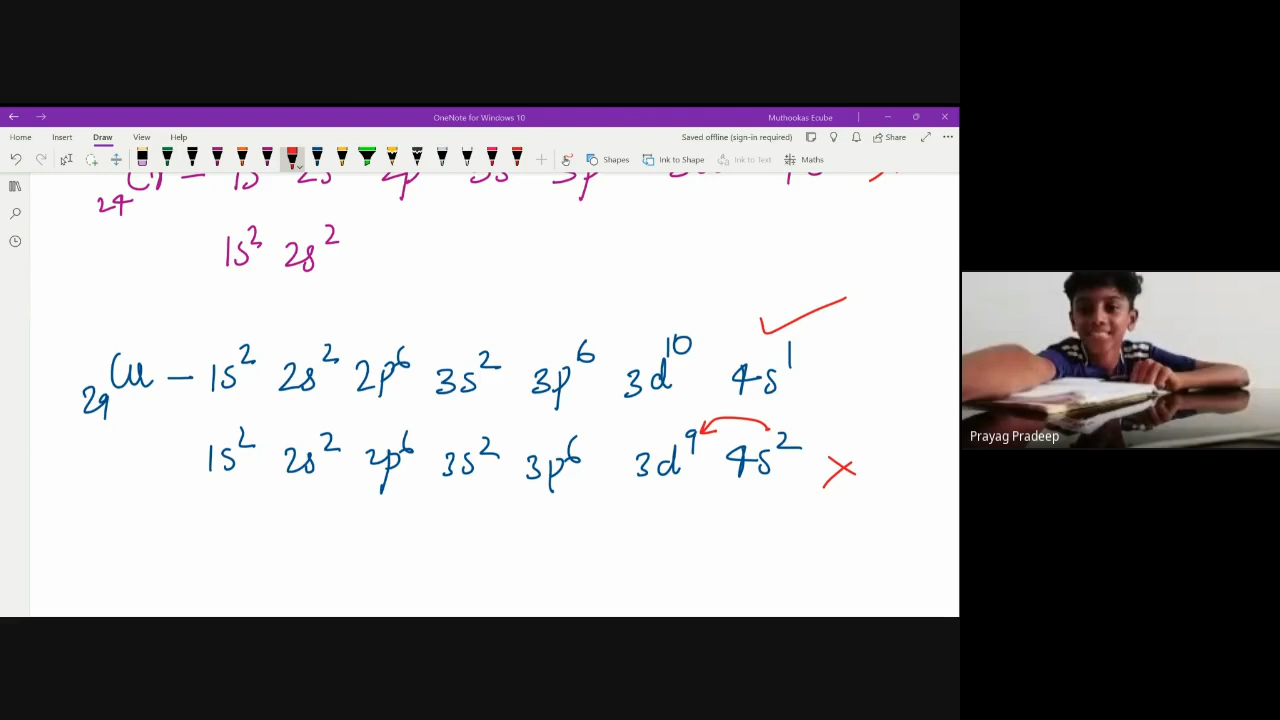 OneNote for Windows 10
Muthookas Ecube
Home Insert Draw View Help
Saved offline (sign-in required) Share
Shapes Ink to Shape Ink to Text Maths
24
1s² 2s²
29Cu – 1s² 2s² 2p⁶ 3s² 3p⁶ 3d¹⁰ 4s¹ ✓
1s² 2s² 2p⁶ 3s² 3p⁶ 3d⁹ 4s² ×
Prayag Pradeep